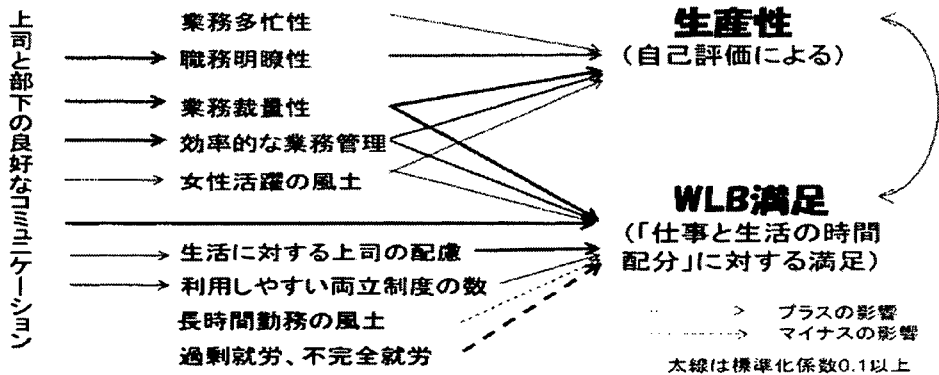 上司と部下の良好なコミュニケーション
業務多忙性
職務明瞭性
業務裁量性
効率的な業務管理
女性活躍の風土
生活に対する上司の配慮
利用しやすい両立制度の数
長時間勤務の風土
過剰就労、不完全就労
生産性
(自己評価による)
WLB満足
(「仕事と生活の時間
配分」に対する満足)
プラスの影響
マイナスの影響
太線は標準化係数0.1以上